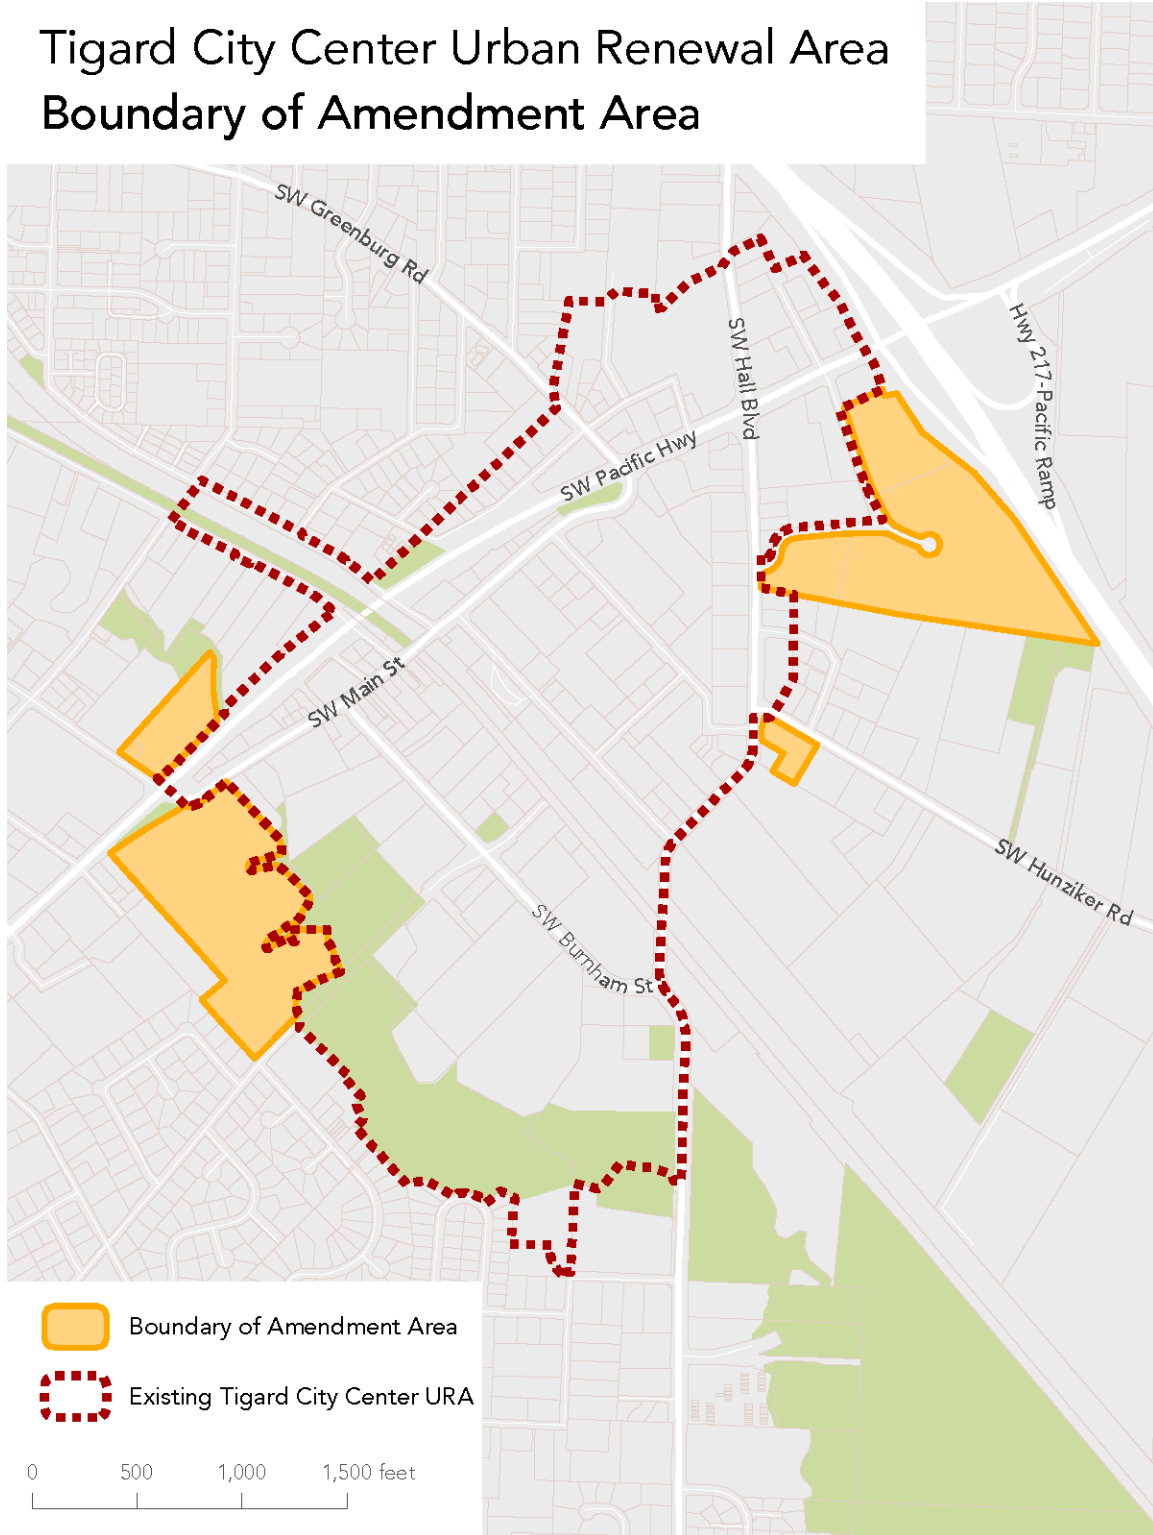 Tigard City Center Urban Renewal Area
Boundary of Amendment Area
SW Greenburg Rd
SW Hall Blvd
Hwy 217-Pacific Ramp
SW Pacific Hwy
SW Main St
SW Hunziker Rd
SW Burnham St
Boundary of Amendment Area
Existing Tigard City Center URA
0 500 1,000 1,500 feet